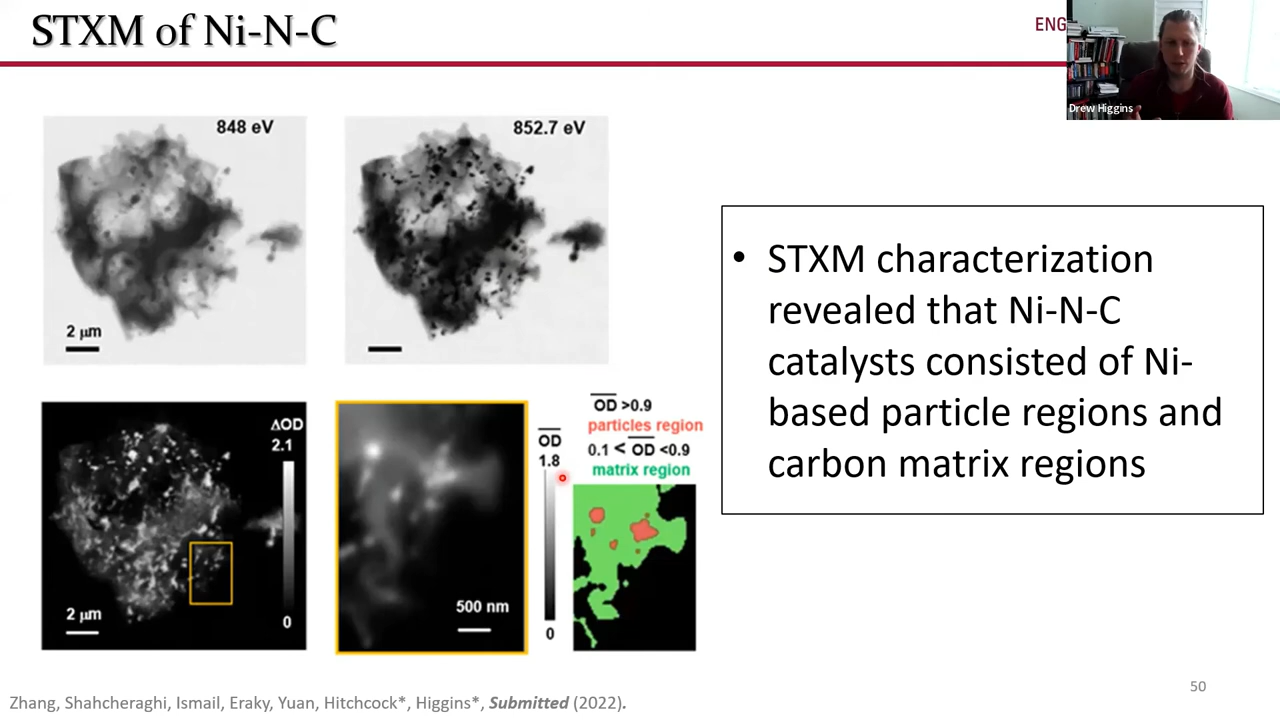 STXM of Ni-N-C
ENG
Drew Higgins
848 eV
2 μm
852.7 eV
ΔOD
2.1
2 μm
0
500 nm
OD
1.8
0
OD >0.9
particles region
0.1 < OD <0.9
matrix region
• STXM characterization
revealed that Ni-N-C
catalysts consisted of Ni-
based particle regions and
carbon matrix regions
Zhang, Shahcheraghi, Ismail, Eraky, Yuan, Hitchcock*, Higgins*, Submitted (2022).
50